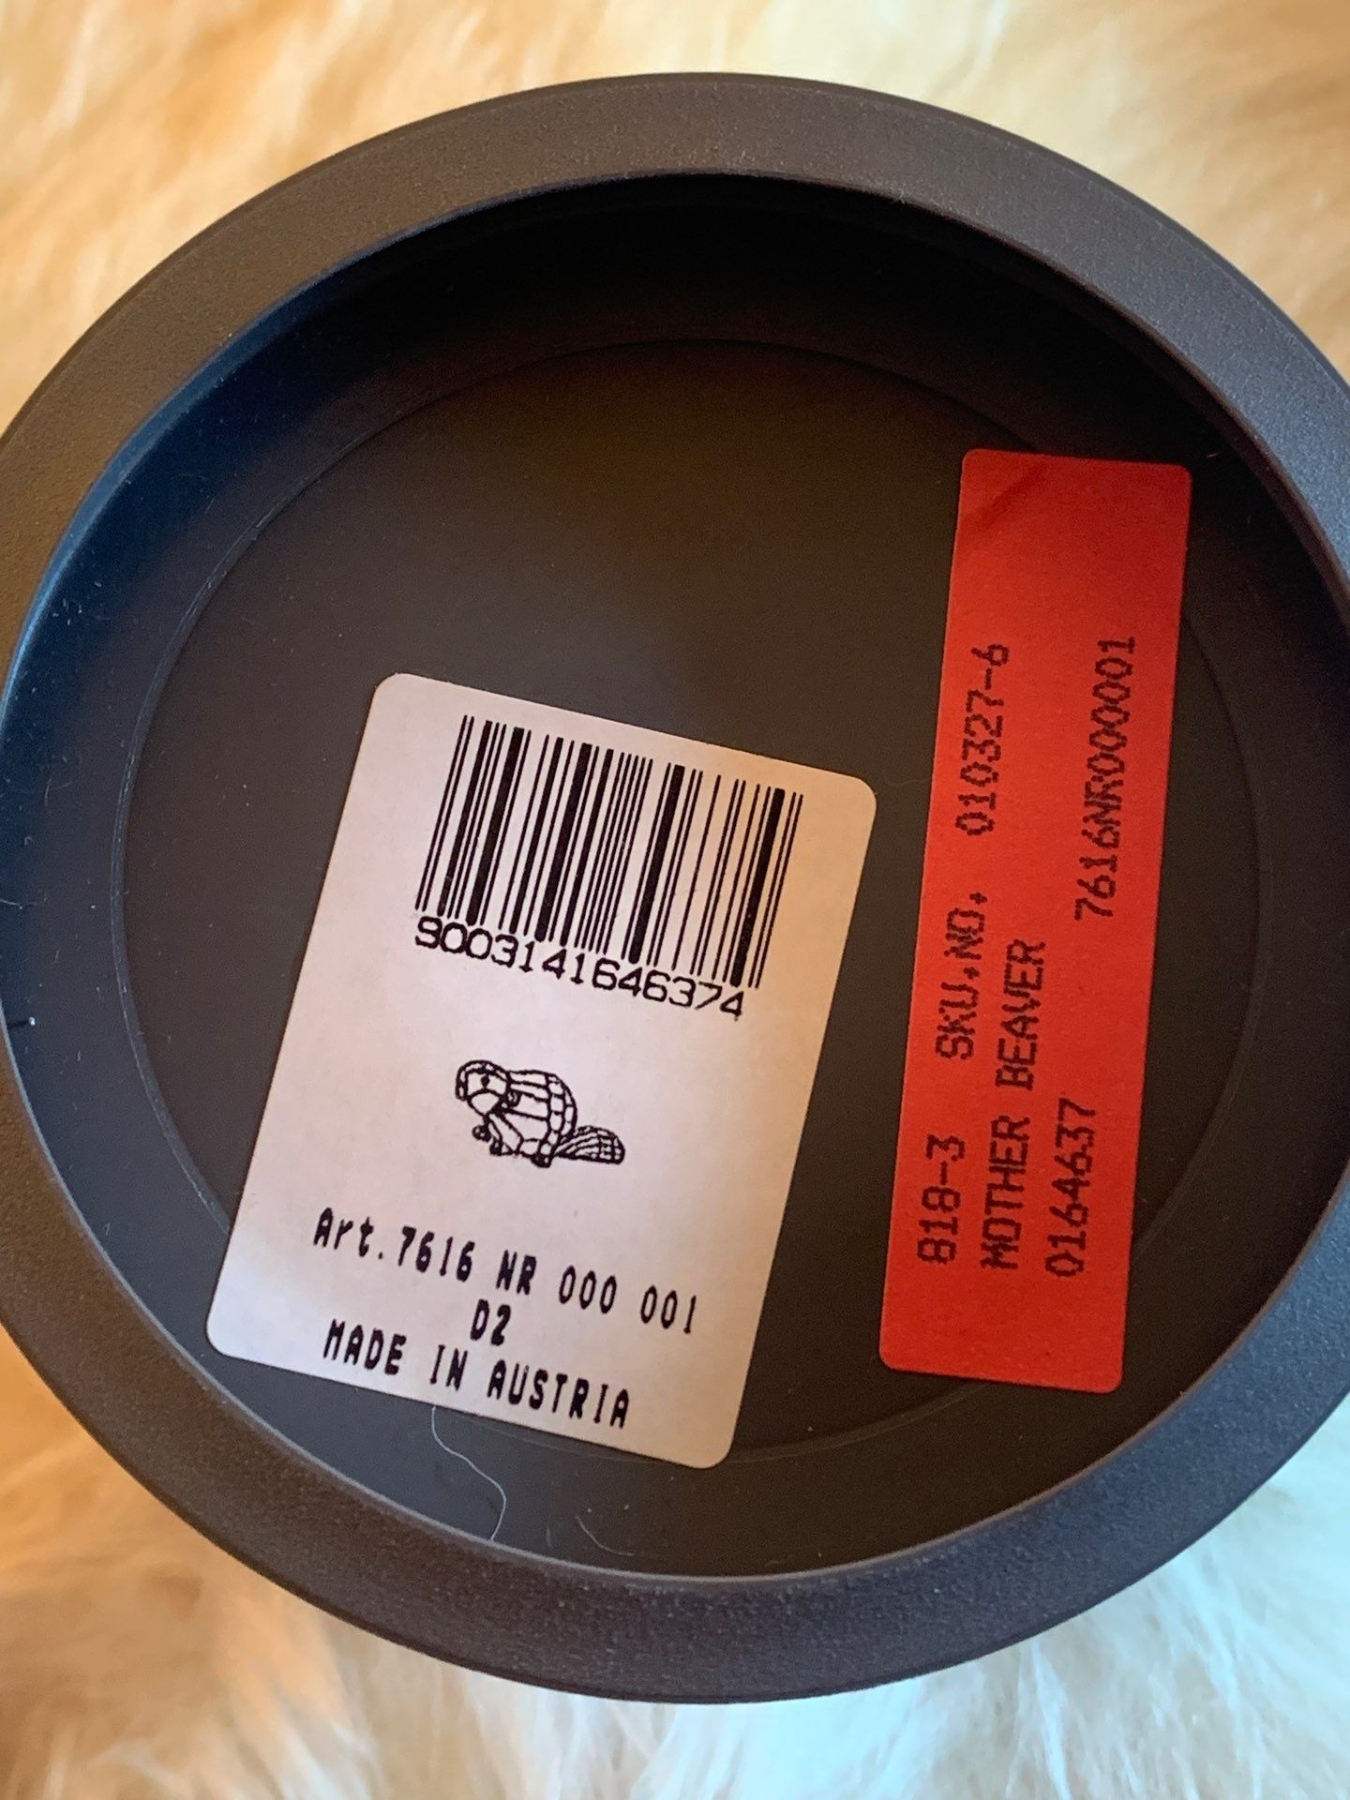 9003141646374
Art.7616 NR 000 001
D2
MADE IN AUSTRIA
818-3 SKU.NO. 010327-6
MOTHER BEAVER
0164637 7616NR000001